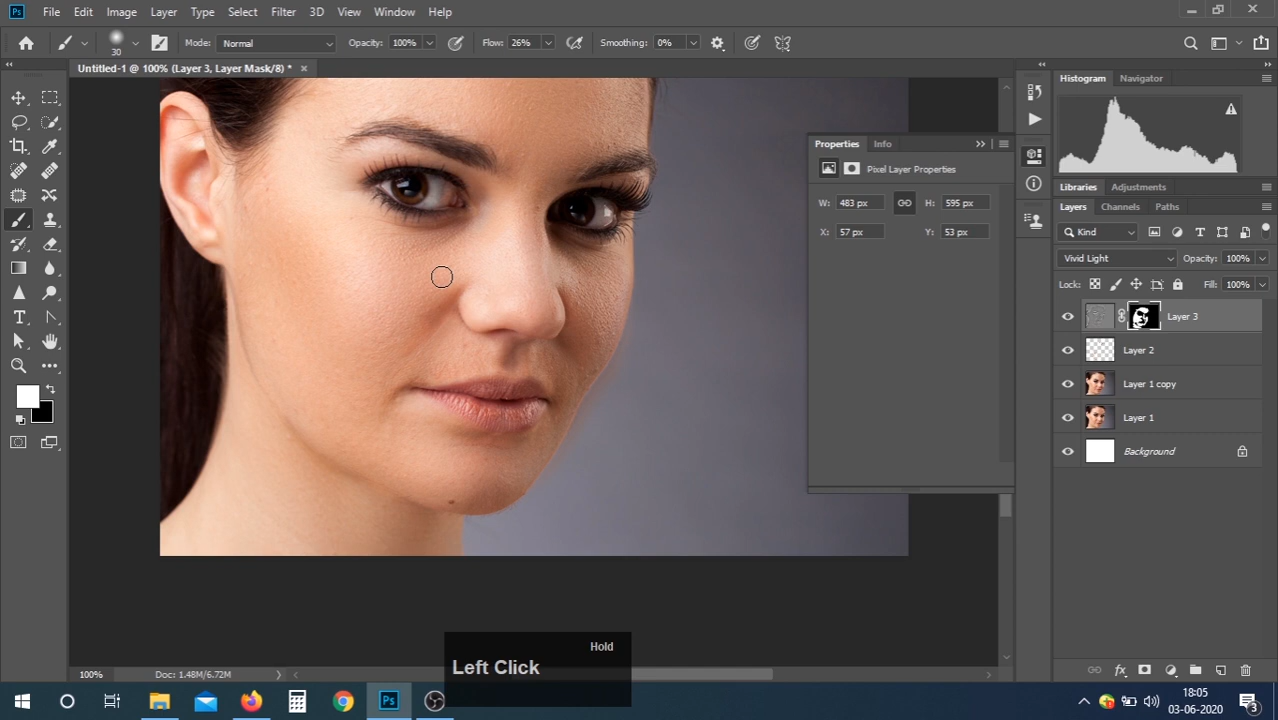 Ps File Edit Image Layer Type Select Filter 3D View Window Help
30 Mode: Normal Opacity: 100% Flow: 26% Smoothing: 0%
Untitled-1 @ 100% (Layer 3, Layer Mask/8) *
Histogram Navigator
Properties Info
Pixel Layer Properties
W: 483 px H: 595 px
X: 57 px Y: 53 px
Libraries Adjustments
Layers Channels Paths
Kind
Vivid Light Opacity: 100%
Lock: Fill: 100%
Layer 3
Layer 2
Layer 1 copy
Layer 1
Background
Hold
Left Click
100% Doc: 1.48M/6.72M
Ps
18:05
03-06-2020
3